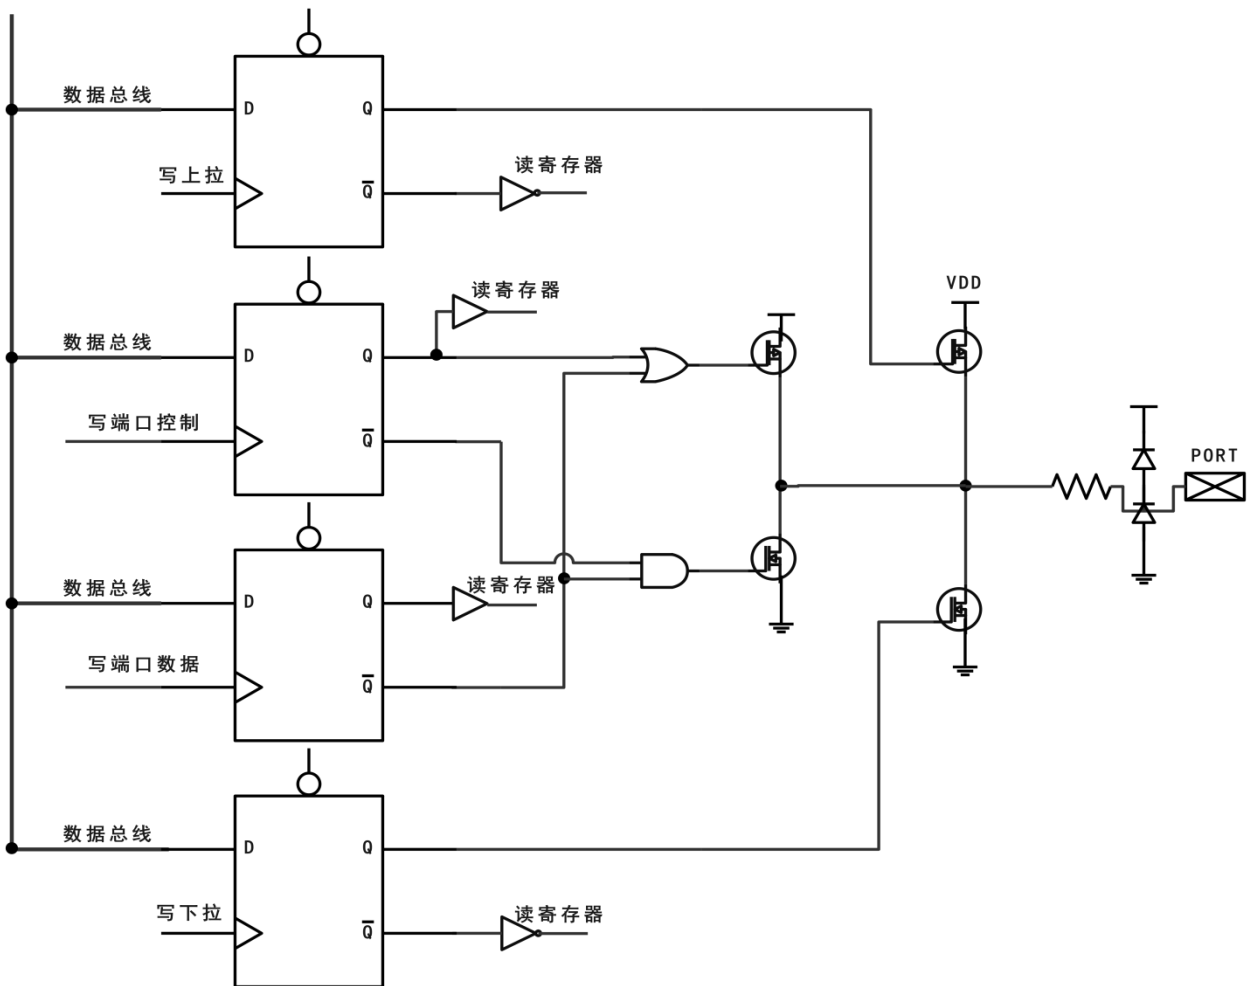 数据总线
D
Q
写上拉
Q
读寄存器
读寄存器
数据总线
D
Q
写端口控制
Q
VDD
PORT
数据总线
D
Q
读寄存器
写端口数据
Q
数据总线
D
Q
写下拉
Q
读寄存器